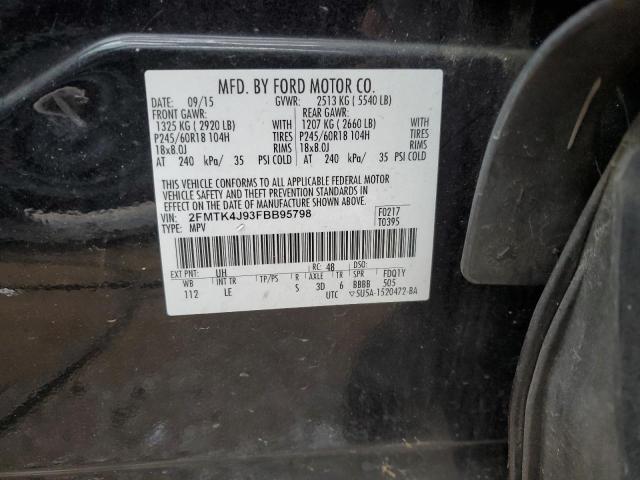 MFD. BY FORD MOTOR CO.
DATE: 09/15 GVWR: 2513 KG ( 5540 LB)
FRONT GAWR: REAR GAWR:
1325 KG ( 2920 LB) WITH 1207 KG ( 2660 LB) WITH
P245/60R18 104H TIRES P245/60R18 104H TIRES
18x8.0J RIMS 18x8.0J RIMS
AT 240 kPa/ 35 PSI COLD AT 240 kPa/ 35 PSI COLD
THIS VEHICLE CONFORMS TO ALL APPLICABLE FEDERAL MOTOR
VEHICLE SAFETY AND THEFT PREVENTION STANDARDS IN
EFFECT ON THE DATE OF MANUFACTURE SHOWN ABOVE.
VIN: 2FMTK4J93FBB95798 F0217
TYPE: MPV T0395
EXT PNT: UH RC: 48 DSO:
WB INT TR TP/PS R AXLE TR SPR FDQ1Y
112 LE S 3D 6 BBBB 505
UTC ▽5U5A-1520472-BA